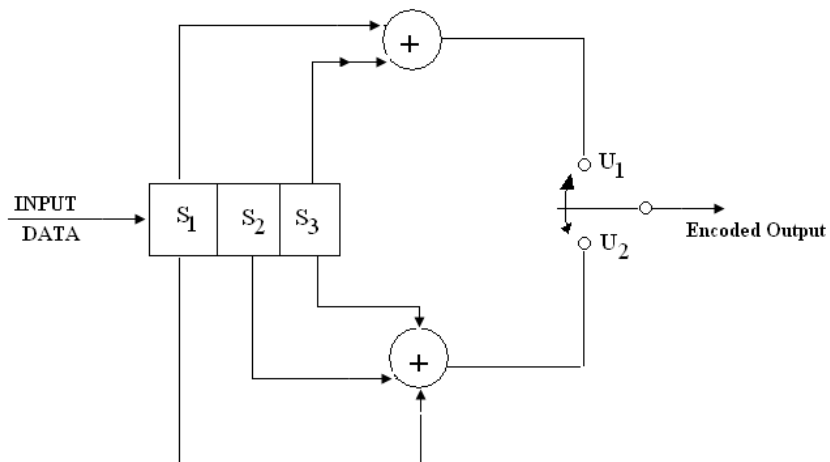 +
U1
INPUT
S1 S2 S3
DATA
Encoded Output
U2
+